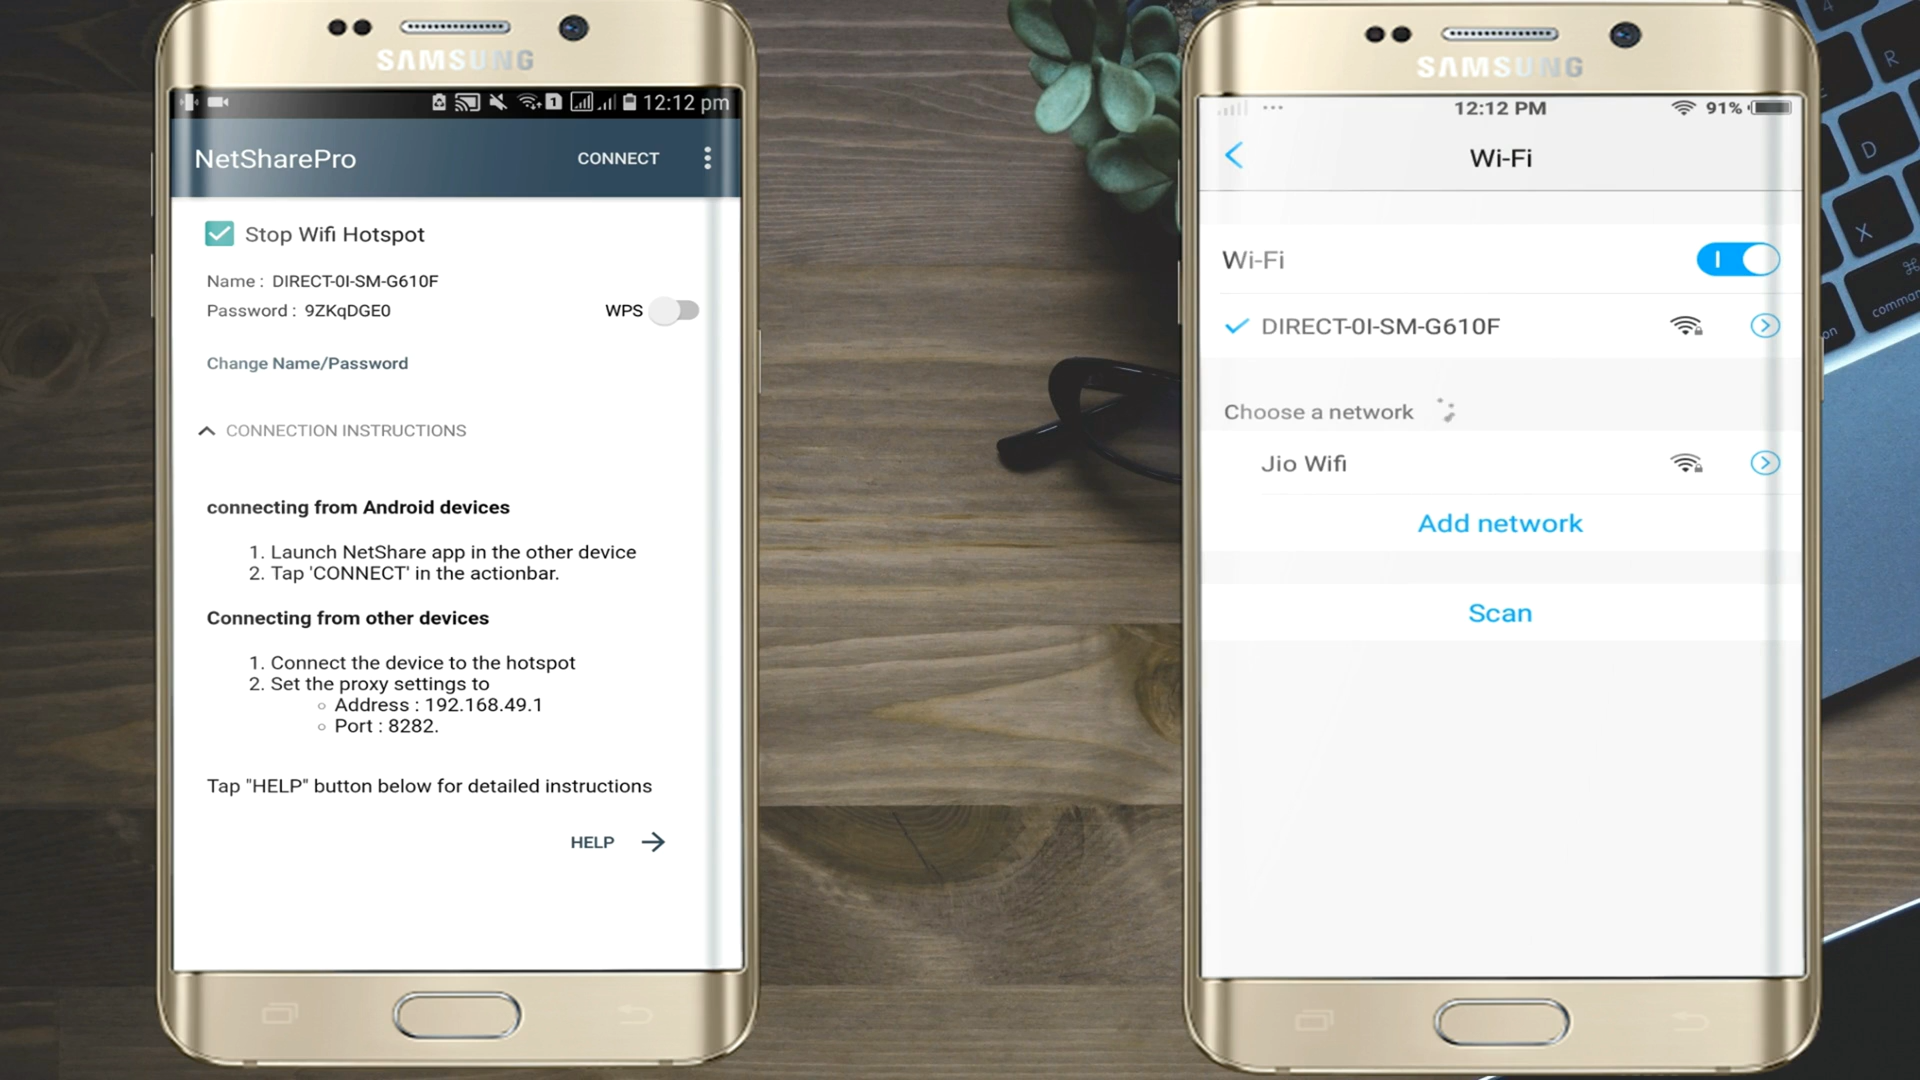 SAMSUNG
12:12 pm
NetSharePro
CONNECT
Stop Wifi Hotspot
Name : DIRECT-0I-SM-G610F
Password : 9ZKqDGE0
WPS
Change Name/Password
CONNECTION INSTRUCTIONS
connecting from Android devices
1. Launch NetShare app in the other device
2. Tap 'CONNECT' in the actionbar.
Connecting from other devices
1. Connect the device to the hotspot
2. Set the proxy settings to
Address : 192.168.49.1
Port : 8282.
Tap "HELP" button below for detailed instructions
HELP
SAMSUNG
12:12 PM
91%
Wi-Fi
Wi-Fi
DIRECT-0I-SM-G610F
Choose a network
Jio Wifi
Add network
Scan
4
R
D
X
command